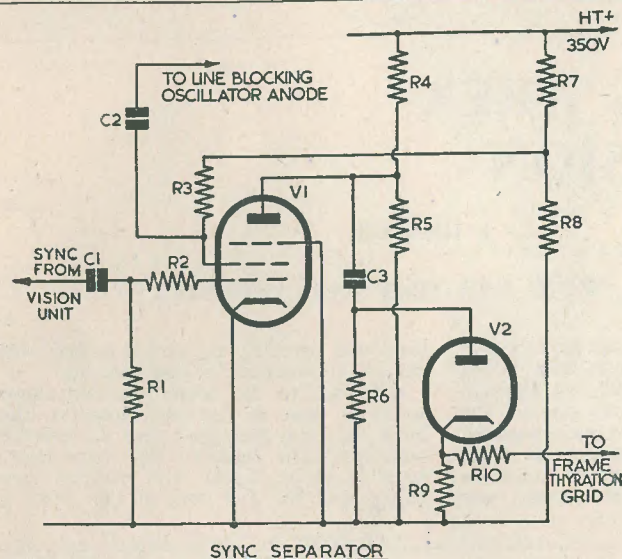 HT+
350V
TO LINE BLOCKING
OSCILLATOR ANODE
R4
R7
C2
R3
V1
R5
R8
SYNC
FROM
VISION
UNIT
C1
R2
C3
V2
R1
R6
R9
R10
TO
FRAME
THYRATION
GRID
SYNC SEPARATOR